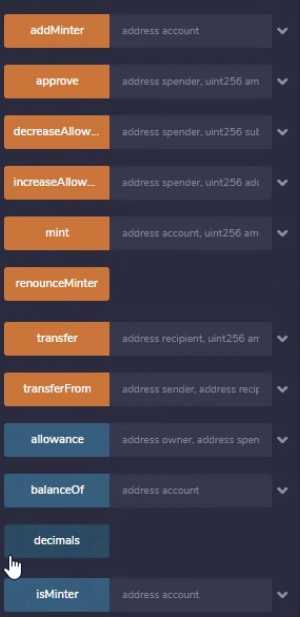 addMinter address account
approve address spender, uint256 am
decreaseAllow... address spender, uint256 sub
increaseAllow... address spender, uint256 add
mint address account, uint256 am
renounceMinter
transfer address recipient, uint256 am
transferFrom address sender, address recip
allowance address owner, address spen
balanceOf address account
decimals
isMinter address account